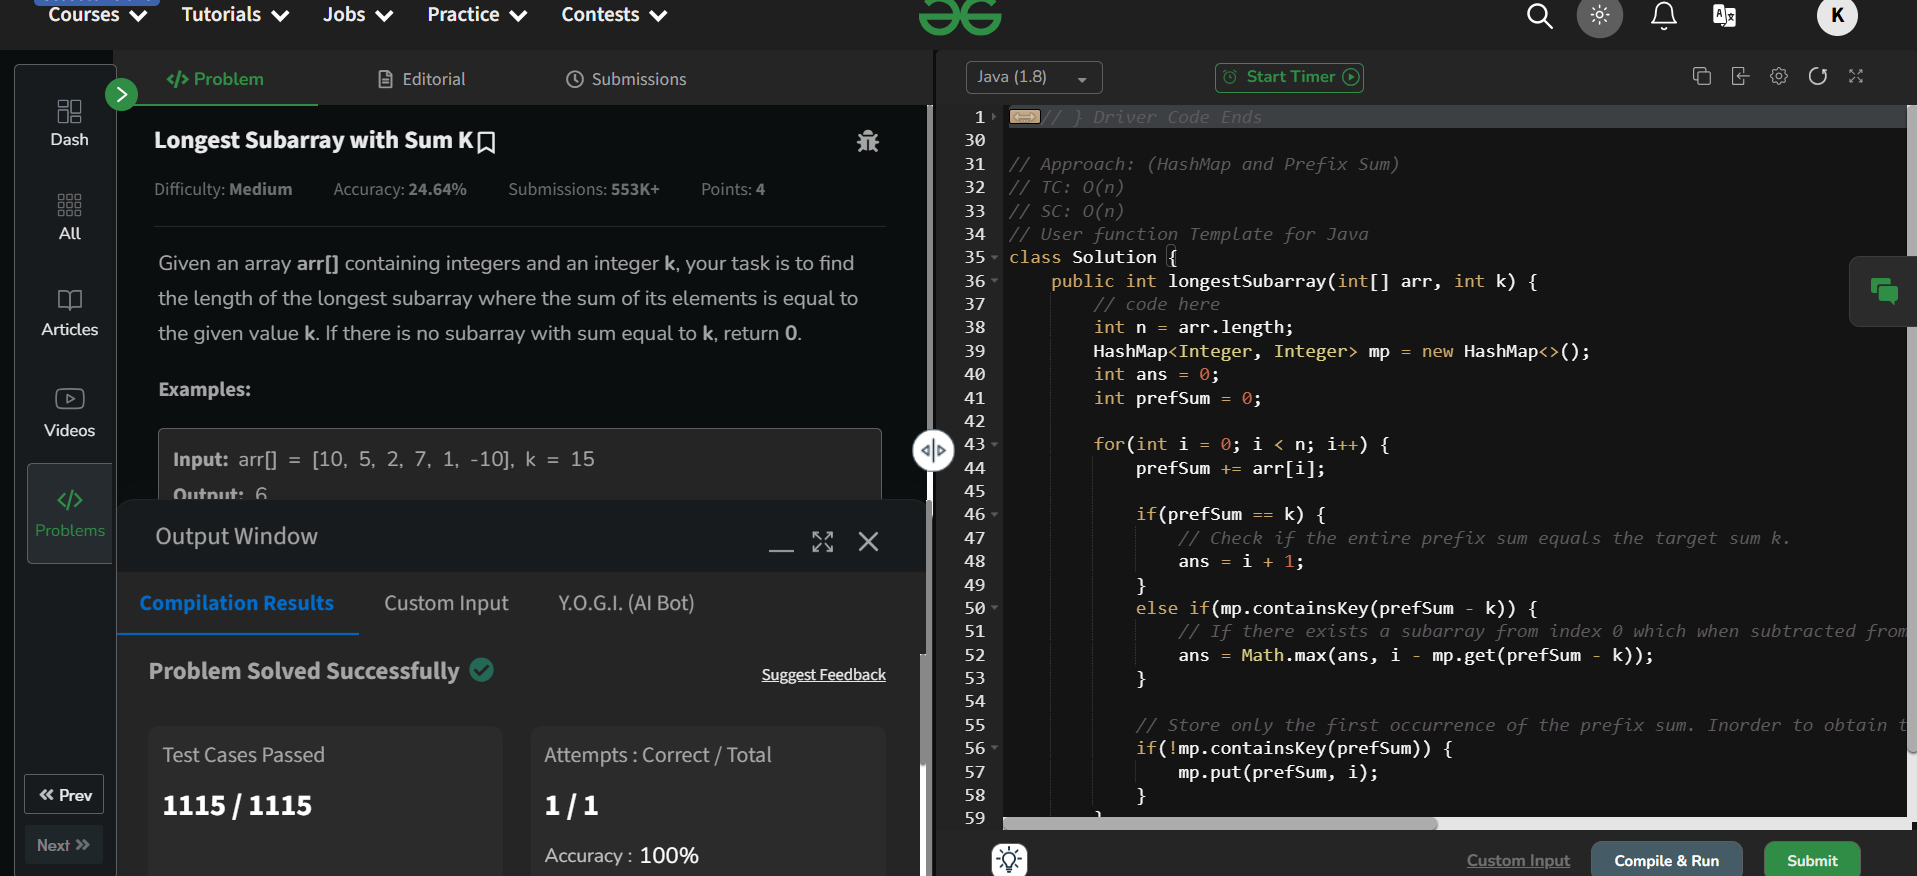 Courses
Tutorials
Jobs
Practice
Contests
K
Dash
All
Articles
Videos
Problems
Prev
Next
</> Problem
Editorial
Submissions
Longest Subarray with Sum K
Difficulty: Medium Accuracy: 24.64% Submissions: 553K+ Points: 4
Given an array arr[] containing integers and an integer k, your task is to find
the length of the longest subarray where the sum of its elements is equal to
the given value k. If there is no subarray with sum equal to k, return 0.
Examples:
Input: arr[] = [10, 5, 2, 7, 1, -10], k = 15
Output: 6
Output Window
Compilation Results
Custom Input
Y.O.G.I. (AI Bot)
Problem Solved Successfully
Suggest Feedback
Test Cases Passed
1115 / 1115
Attempts : Correct / Total
1 / 1
Accuracy : 100%
Java (1.8)
Start Timer
1 // } Driver Code Ends
30
31 // Approach: (HashMap and Prefix Sum)
32 // TC: O(n)
33 // SC: O(n)
34 // User function Template for Java
35 class Solution {
36 public int longestSubarray(int[] arr, int k) {
37 // code here
38 int n = arr.length;
39 HashMap<Integer, Integer> mp = new HashMap<>();
40 int ans = 0;
41 int prefSum = 0;
42
43 for(int i = 0; i < n; i++) {
44 prefSum += arr[i];
45
46 if(prefSum == k) {
47 // Check if the entire prefix sum equals the target sum k.
48 ans = i + 1;
49 }
50 else if(mp.containsKey(prefSum - k)) {
51 // If there exists a subarray from index 0 which when subtracted from
52 ans = Math.max(ans, i - mp.get(prefSum - k));
53 }
54
55 // Store only the first occurrence of the prefix sum. Inorder to obtain t
56 if(!mp.containsKey(prefSum)) {
57 mp.put(prefSum, i);
58 }
59 }
Custom Input
Compile & Run
Submit